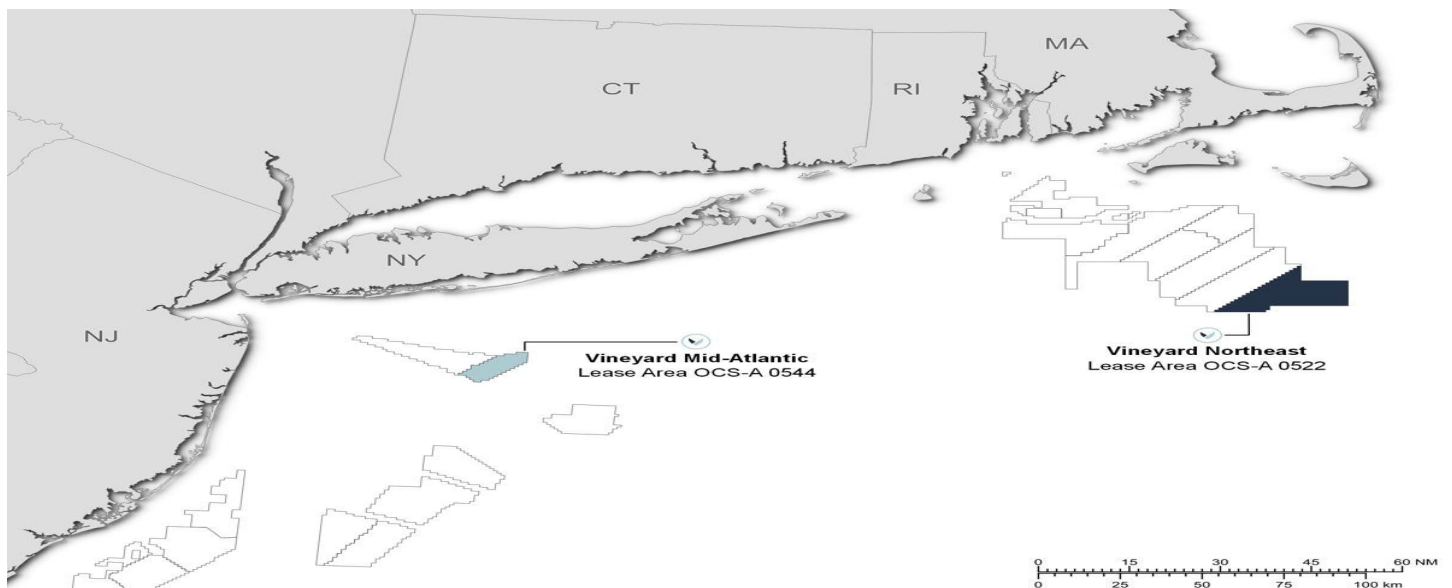 MA
CT
RI
NY
NJ
Vineyard Mid-Atlantic
Lease Area OCS-A 0544
Vineyard Northeast
Lease Area OCS-A 0522
0 15 30 45 60 NM
0 25 50 75 100 km